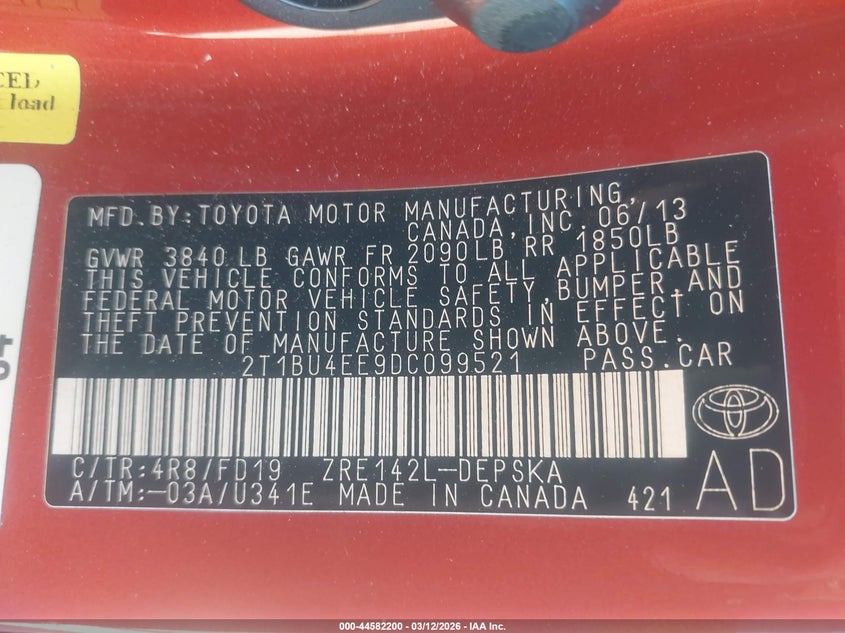 CEL,
load
MFD.BY:TOYOTA MOTOR MANUFACTURING,
CANADA,INC. 06/13
GVWR 3840 LB GAWR FR 2090LB RR 1850LB
THIS VEHICLE CONFORMS TO ALL APPLICABLE
FEDERAL MOTOR VEHICLE SAFETY,BUMPER,AND
THEFT PREVENTION STANDARDS IN EFFECT ON
THE DATE OF MANUFACTURE SHOWN ABOVE.
2T1BU4EE9DC099521 PASS.CAR
C/TR:4R8/FD19 ZRE142L-DEPSKA
A/TM:-03A/U341E MADE IN CANADA 421
AD
000-44582200 - 03/12/2026 - IAA Inc.